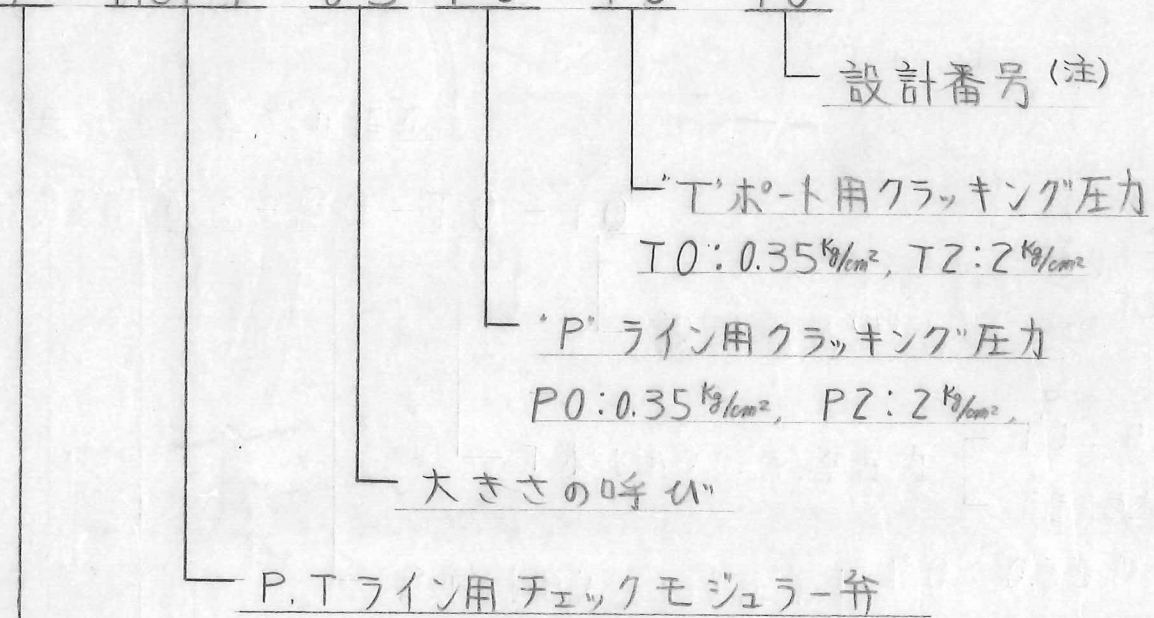 設計番号(注)
"T"ポート用クラッキング圧力
T0:0.35Kg/cm², T2:2Kg/cm²
"P"ライン用クラッキング圧力
P0:0.35Kg/cm², P2:2Kg/cm²,
大きさの呼び
P.Tライン用チェックモジュラー弁